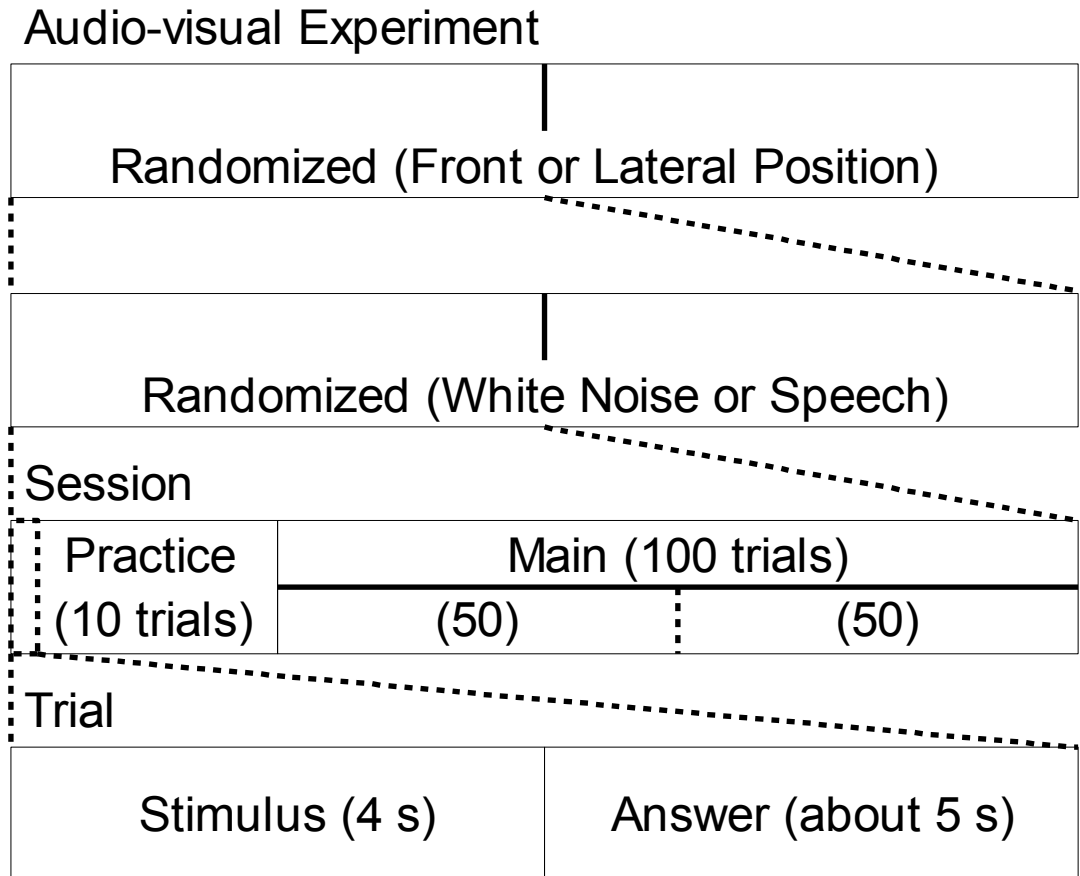 Audio-visual Experiment
Randomized (Front or Lateral Position)
Randomized (White Noise or Speech)
Session
Practice
(10 trials)
Main (100 trials)
(50)
(50)
Trial
Stimulus (4 s)
Answer (about 5 s)